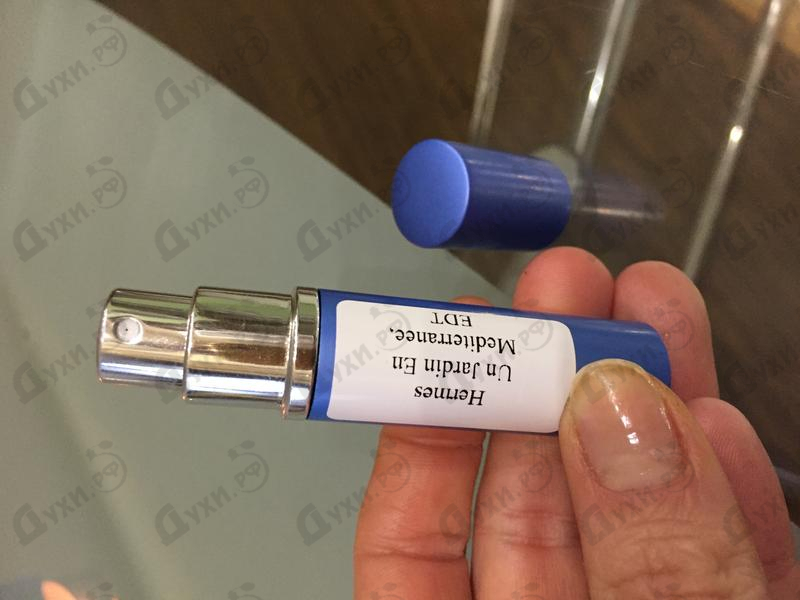 Hermes
Un Jardin En
Mediterranee,
EDT
Духи.РФ